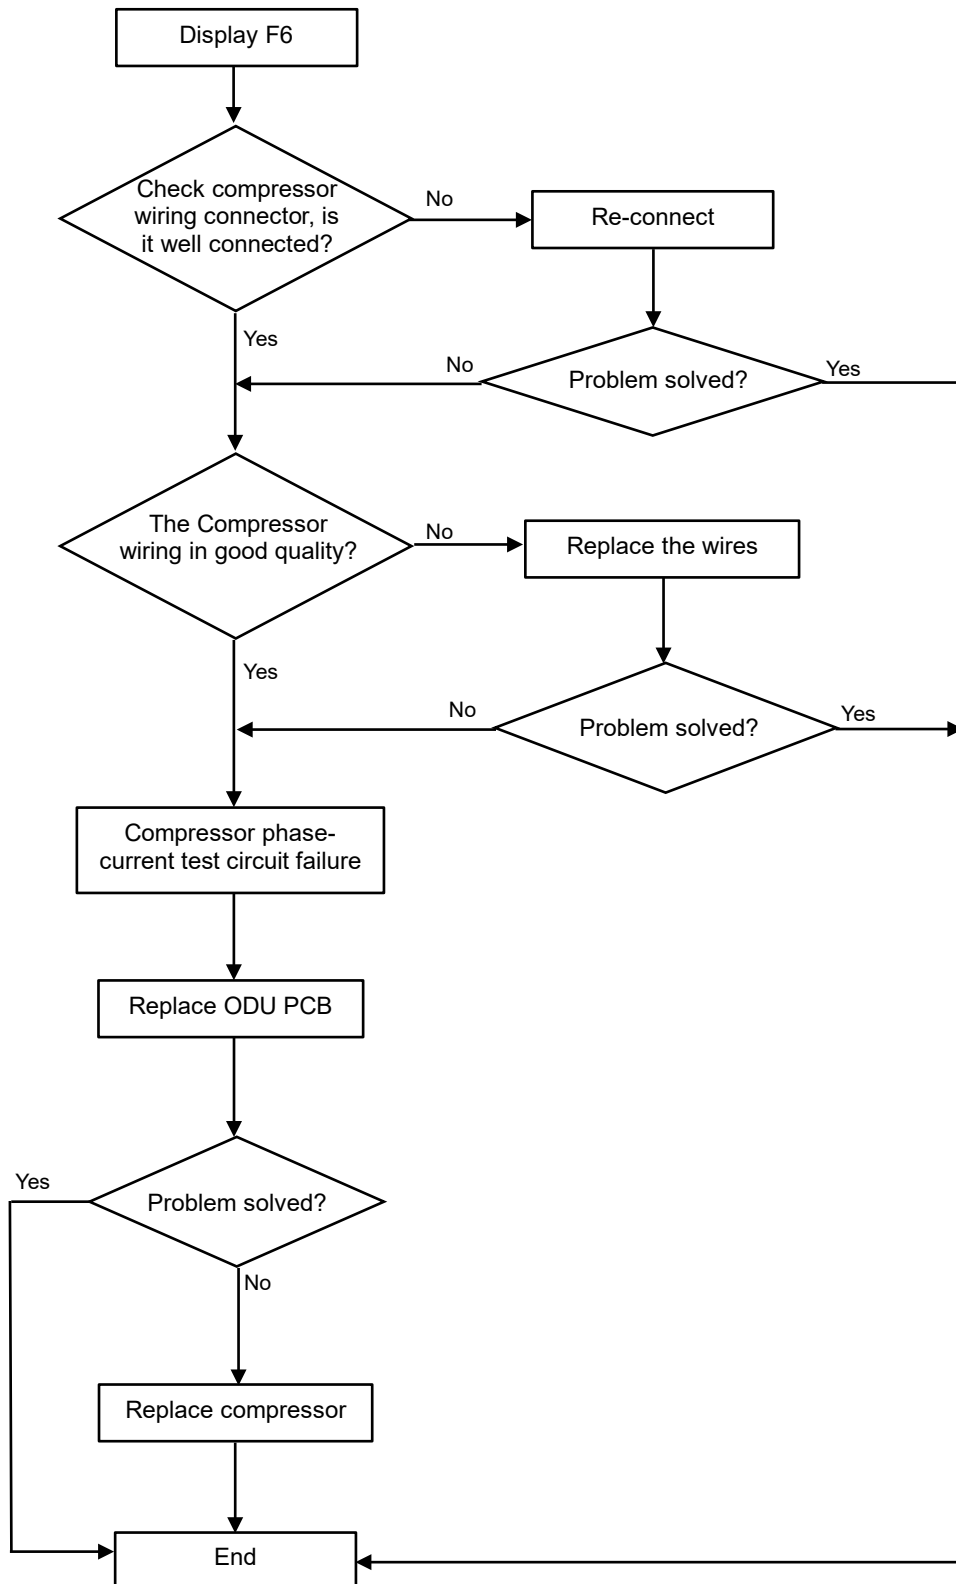 Display F6
Check compressor
wiring connector, is
it well connected?
No
Re-connect
Yes
No
Problem solved?
Yes
The Compressor
wiring in good quality?
No
Replace the wires
Yes
No
Problem solved?
Yes
Compressor phase-
current test circuit failure
Replace ODU PCB
Yes
Problem solved?
No
Replace compressor
End